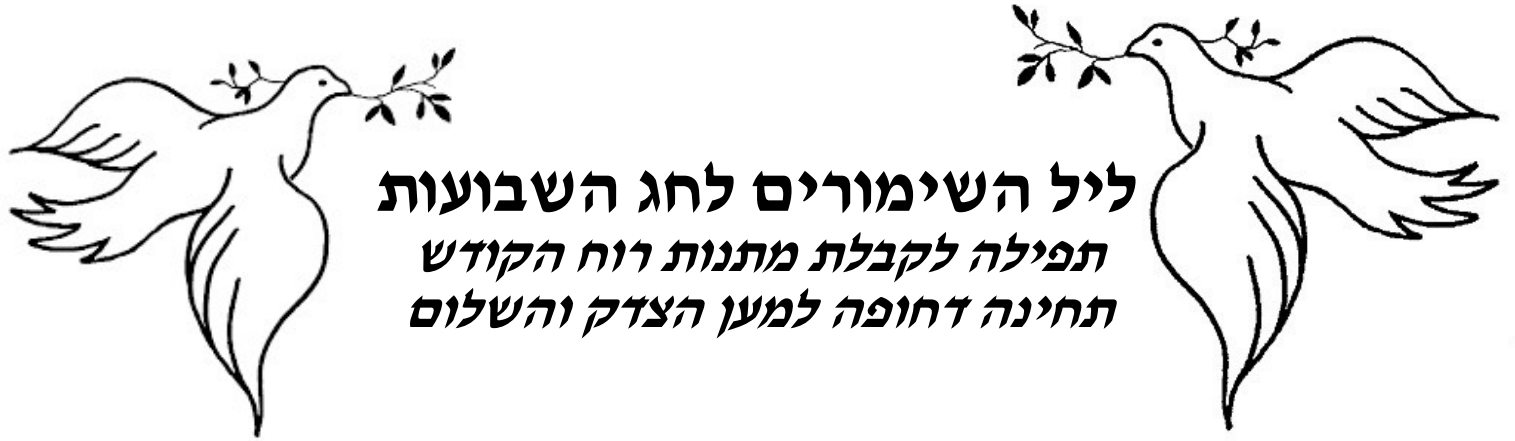 ליל השימורים לחג השבועות
תפילה לקבלת מתנות רוח הקודש
תחינה דחופה למען הצדק והשלום